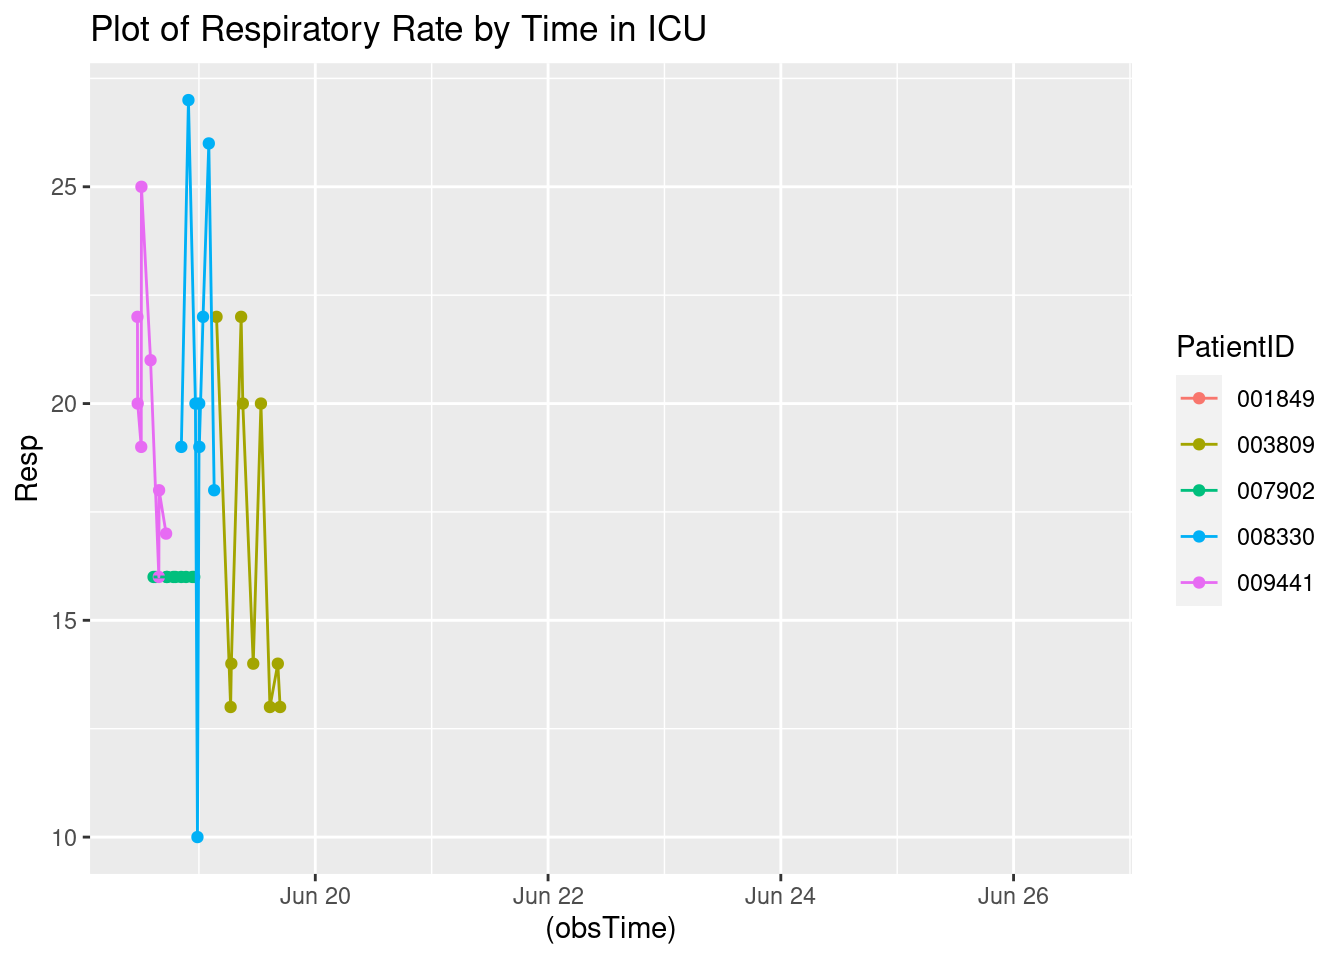 Plot of Respiratory Rate by Time in ICU
25
20
15
10
Resp
Jun 20
Jun 22
Jun 24
Jun 26
(obsTime)
PatientID
001849
003809
007902
008330
009441